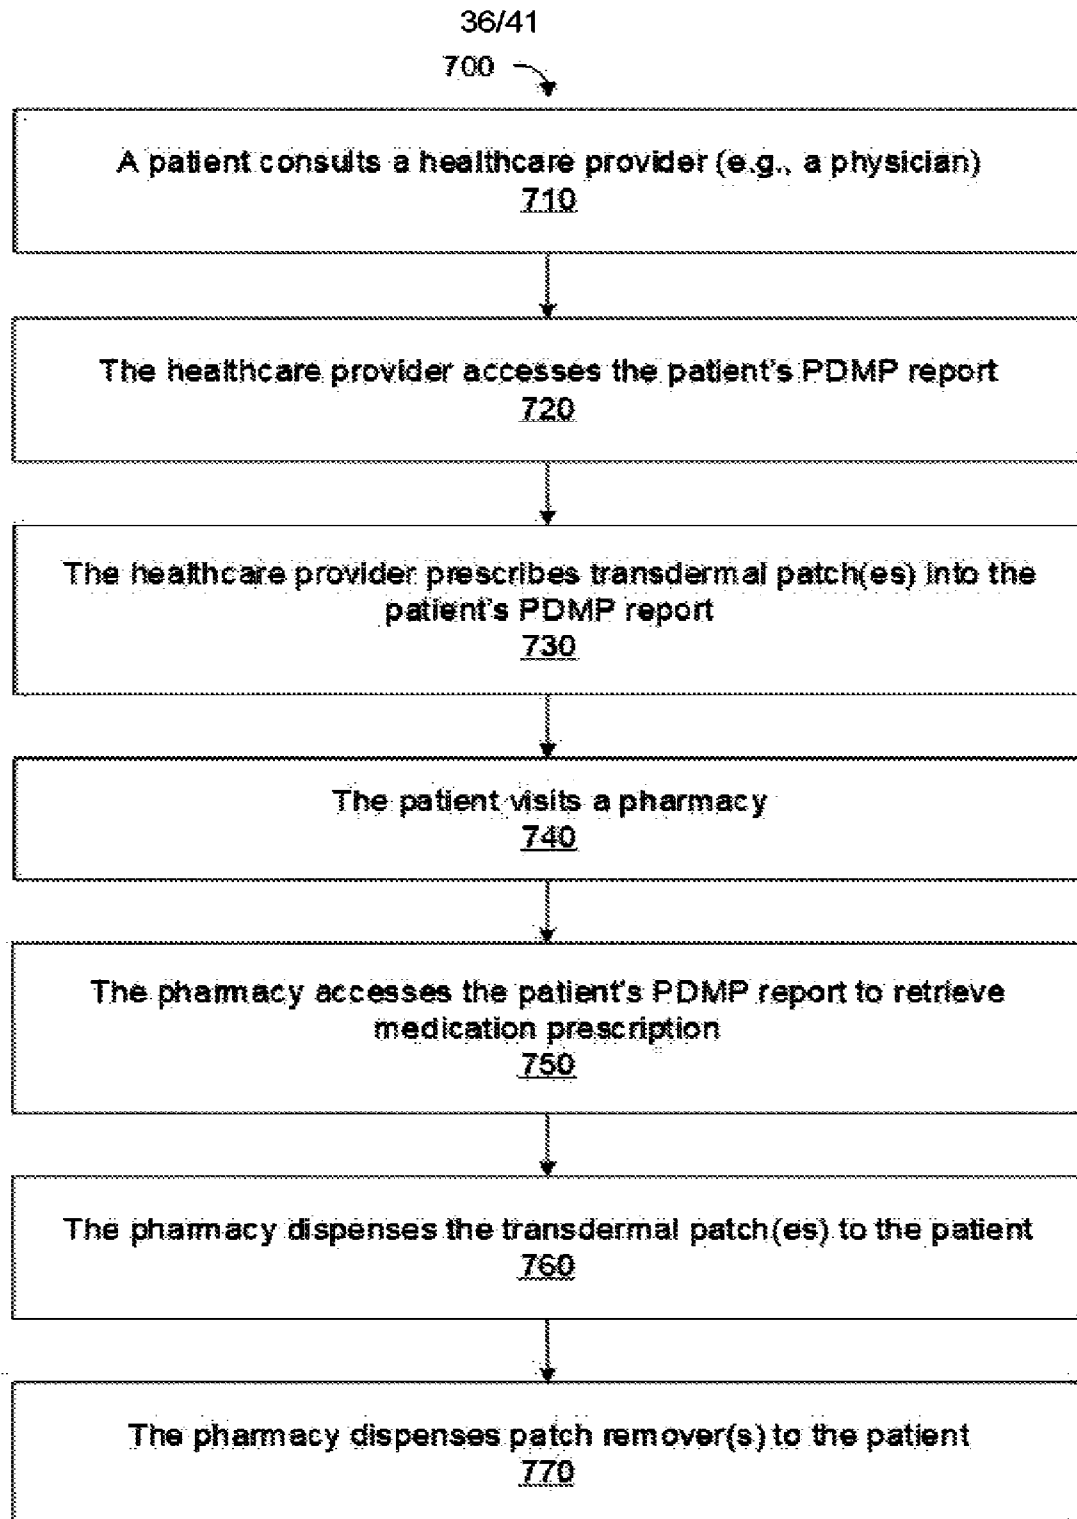 36/41
700
A patient consults a healthcare provider (e.g., a physician)
710
The healthcare provider accesses the patient's PDMP report
720
The healthcare provider prescribes transdermal patch(es) into the
patient's PDMP report
730
The patient visits a pharmacy
740
The pharmacy accesses the patient's PDMP report to retrieve
medication prescription
750
The pharmacy dispenses the transdermal patch(es) to the patient
760
The pharmacy dispenses patch remover(s) to the patient
770